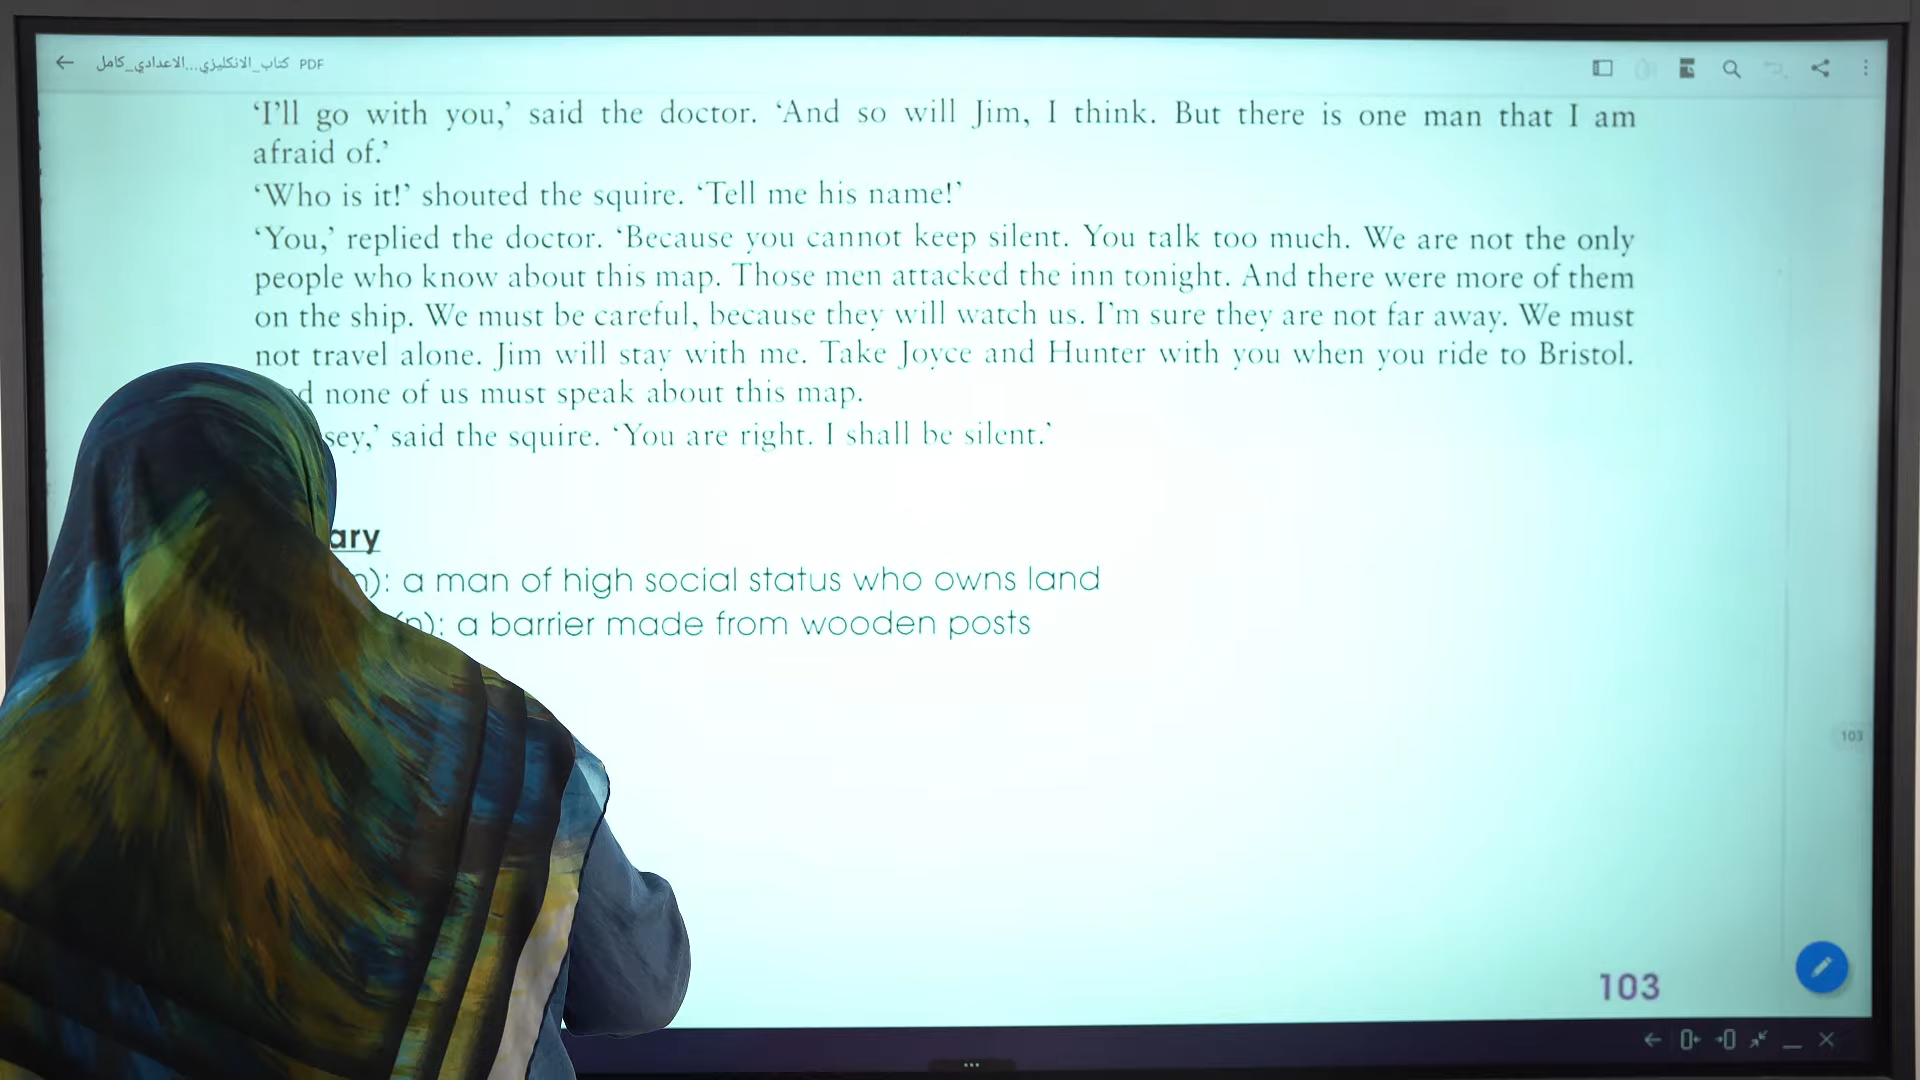 كتاب_الانكليزي...الاعدادي_كامل PDF
‘I’ll go with you,’ said the doctor. ‘And so will Jim, I think. But there is one man that I am
afraid of.’
‘Who is it!’ shouted the squire. ‘Tell me his name!’
‘You,’ replied the doctor. ‘Because you cannot keep silent. You talk too much. We are not the only
people who know about this map. Those men attacked the inn tonight. And there were more of them
on the ship. We must be careful, because they will watch us. I’m sure they are not far away. We must
not travel alone. Jim will stay with me. Take Joyce and Hunter with you when you ride to Bristol.
none of us must speak about this map.
said the squire. ‘You are right. I shall be silent.’
: a man of high social status who owns land
(n): a barrier made from wooden posts
103
103